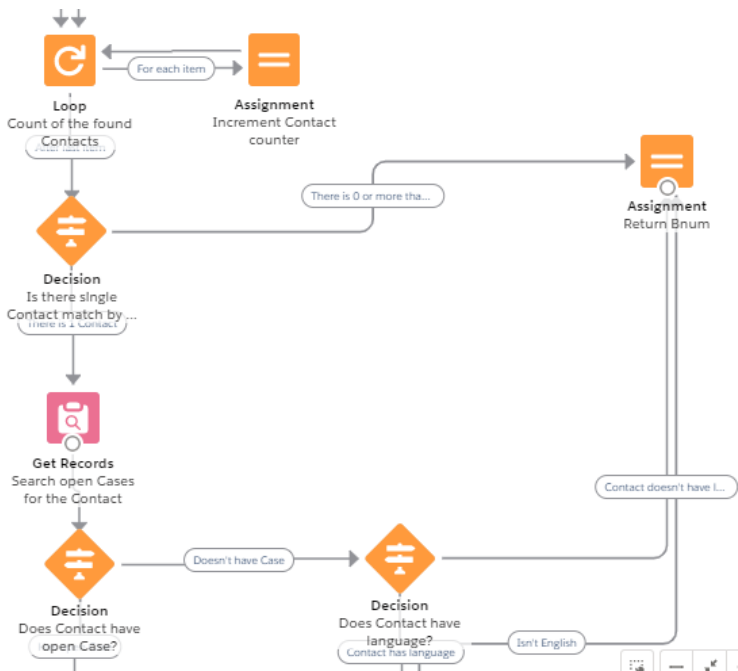 For each item
Loop
Count of the found
Contacts
After last item
Assignment
Increment Contact
counter
There is 0 or more tha...
Assignment
Return Bnum
Decision
Is there single
Contact match by ...
There is 1 Contact
Get Records
Search open Cases
for the Contact
Contact doesn't have l...
Doesn't have Case
Decision
Does Contact have
open Case?
Decision
Does Contact have
language?
Contact has language
Isn't English